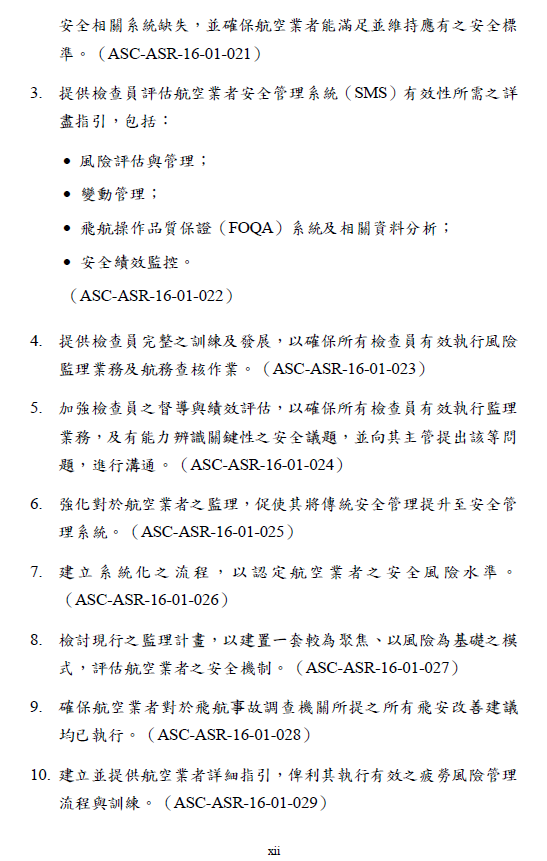 安全相關系統缺失，並確保航空業者能滿足並維持應有之安全標
準。（ASC-ASR-16-01-021）
3. 提供檢查員評估航空業者安全管理系統（SMS）有效性所需之詳
盡指引，包括：
● 風險評估與管理；
● 變動管理；
● 飛航操作品質保證（FOQA）系統及相關資料分析；
● 安全績效監控。
（ASC-ASR-16-01-022）
4. 提供檢查員完整之訓練及發展，以確保所有檢查員有效執行風險
監理業務及航務查核作業。（ASC-ASR-16-01-023）
5. 加強檢查員之督導與績效評估，以確保所有檢查員有效執行監理
業務，及有能力辨識關鍵性之安全議題，並向其主管提出該等問
題，進行溝通。（ASC-ASR-16-01-024）
6. 強化對於航空業者之監理，促使其將傳統安全管理提升至安全管
理系統。（ASC-ASR-16-01-025）
7. 建立系統化之流程，以認定航空業者之安全風險水準。
（ASC-ASR-16-01-026）
8. 檢討現行之監理計畫，以建置一套較為聚焦、以風險為基礎之模
式，評估航空業者之安全機制。（ASC-ASR-16-01-027）
9. 確保航空業者對於飛航事故調查機關所提之所有飛安改善建議
均已執行。（ASC-ASR-16-01-028）
10. 建立並提供航空業者詳細指引，俾利其執行有效之疲勞風險管理
流程與訓練。（ASC-ASR-16-01-029）
xii